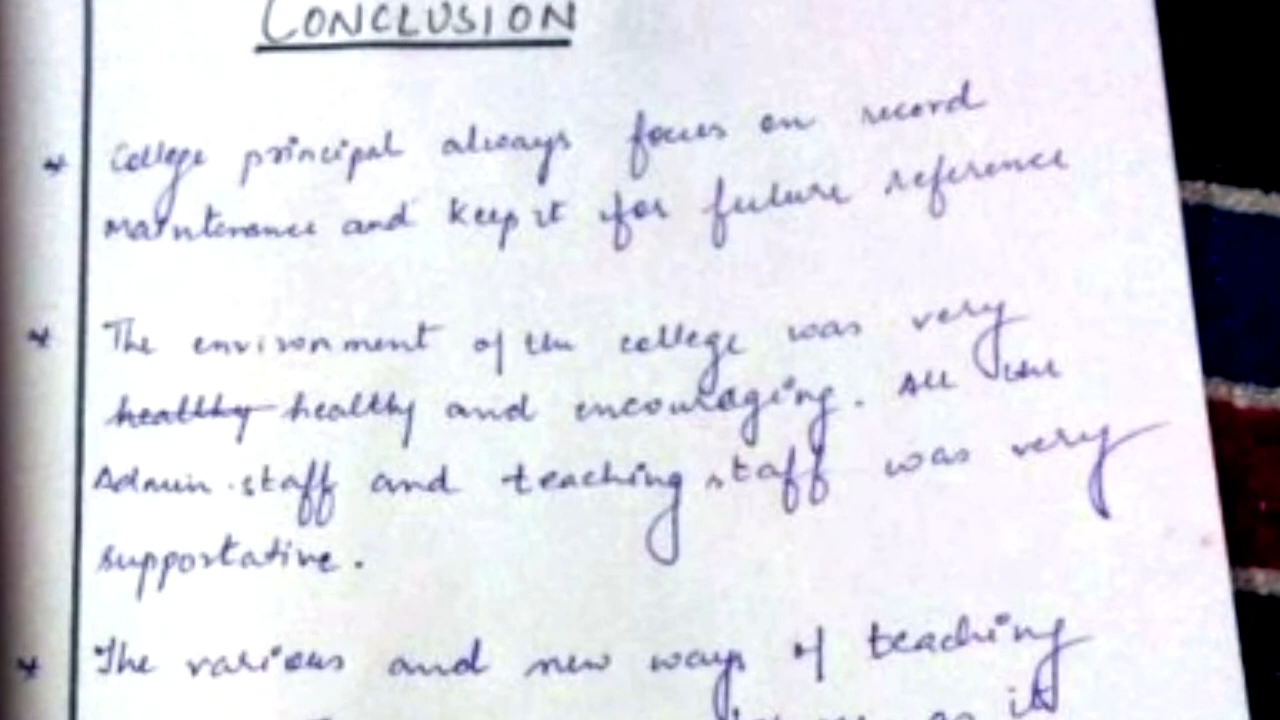 CONCLUSION
* College principal always focus on record
maintenance and keep it for future reference
* The environment of the college was very
healthy healthy and encouraging. All the
Admin. staff and teaching staff was very
supportative.
* The various and new ways of teaching
as it